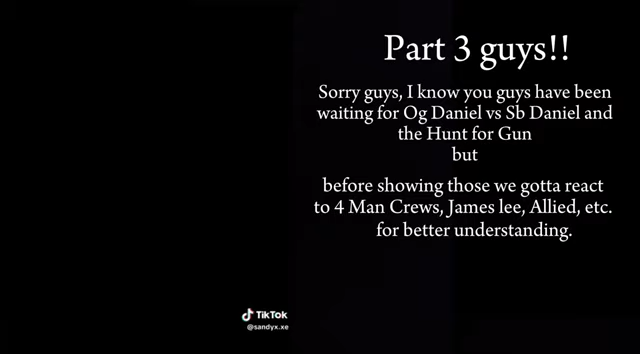 Part 3 guys!!
Sorry guys, I know you guys have been
waiting for Og Daniel vs Sb Daniel and
the Hunt for Gun
but
before showing those we gotta react
to 4 Man Crews, James lee, Allied, etc.
for better understanding.
TikTok
@sandyx.xe